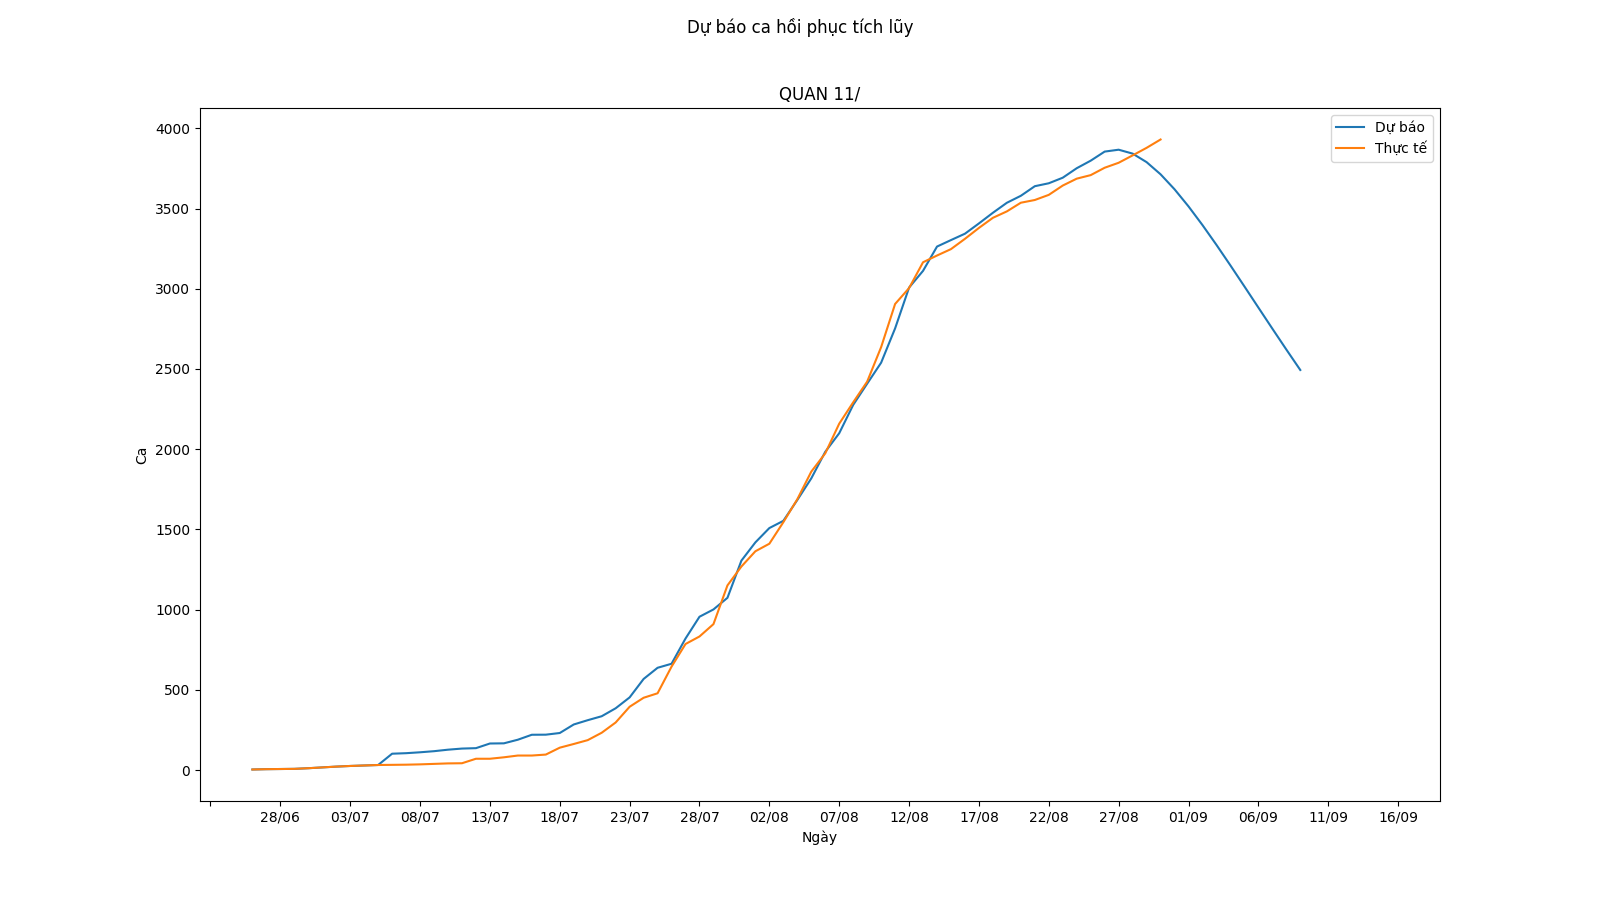 Dự báo ca hồi phục tích lũy
QUAN 11/
Dự báo
Thực tế
4000
3500
3000
2500
2000
1500
1000
500
0
Ca
28/06 03/07 08/07 13/07 18/07 23/07 28/07 02/08 07/08 12/08 17/08 22/08 27/08 01/09 06/09 11/09 16/09
Ngày